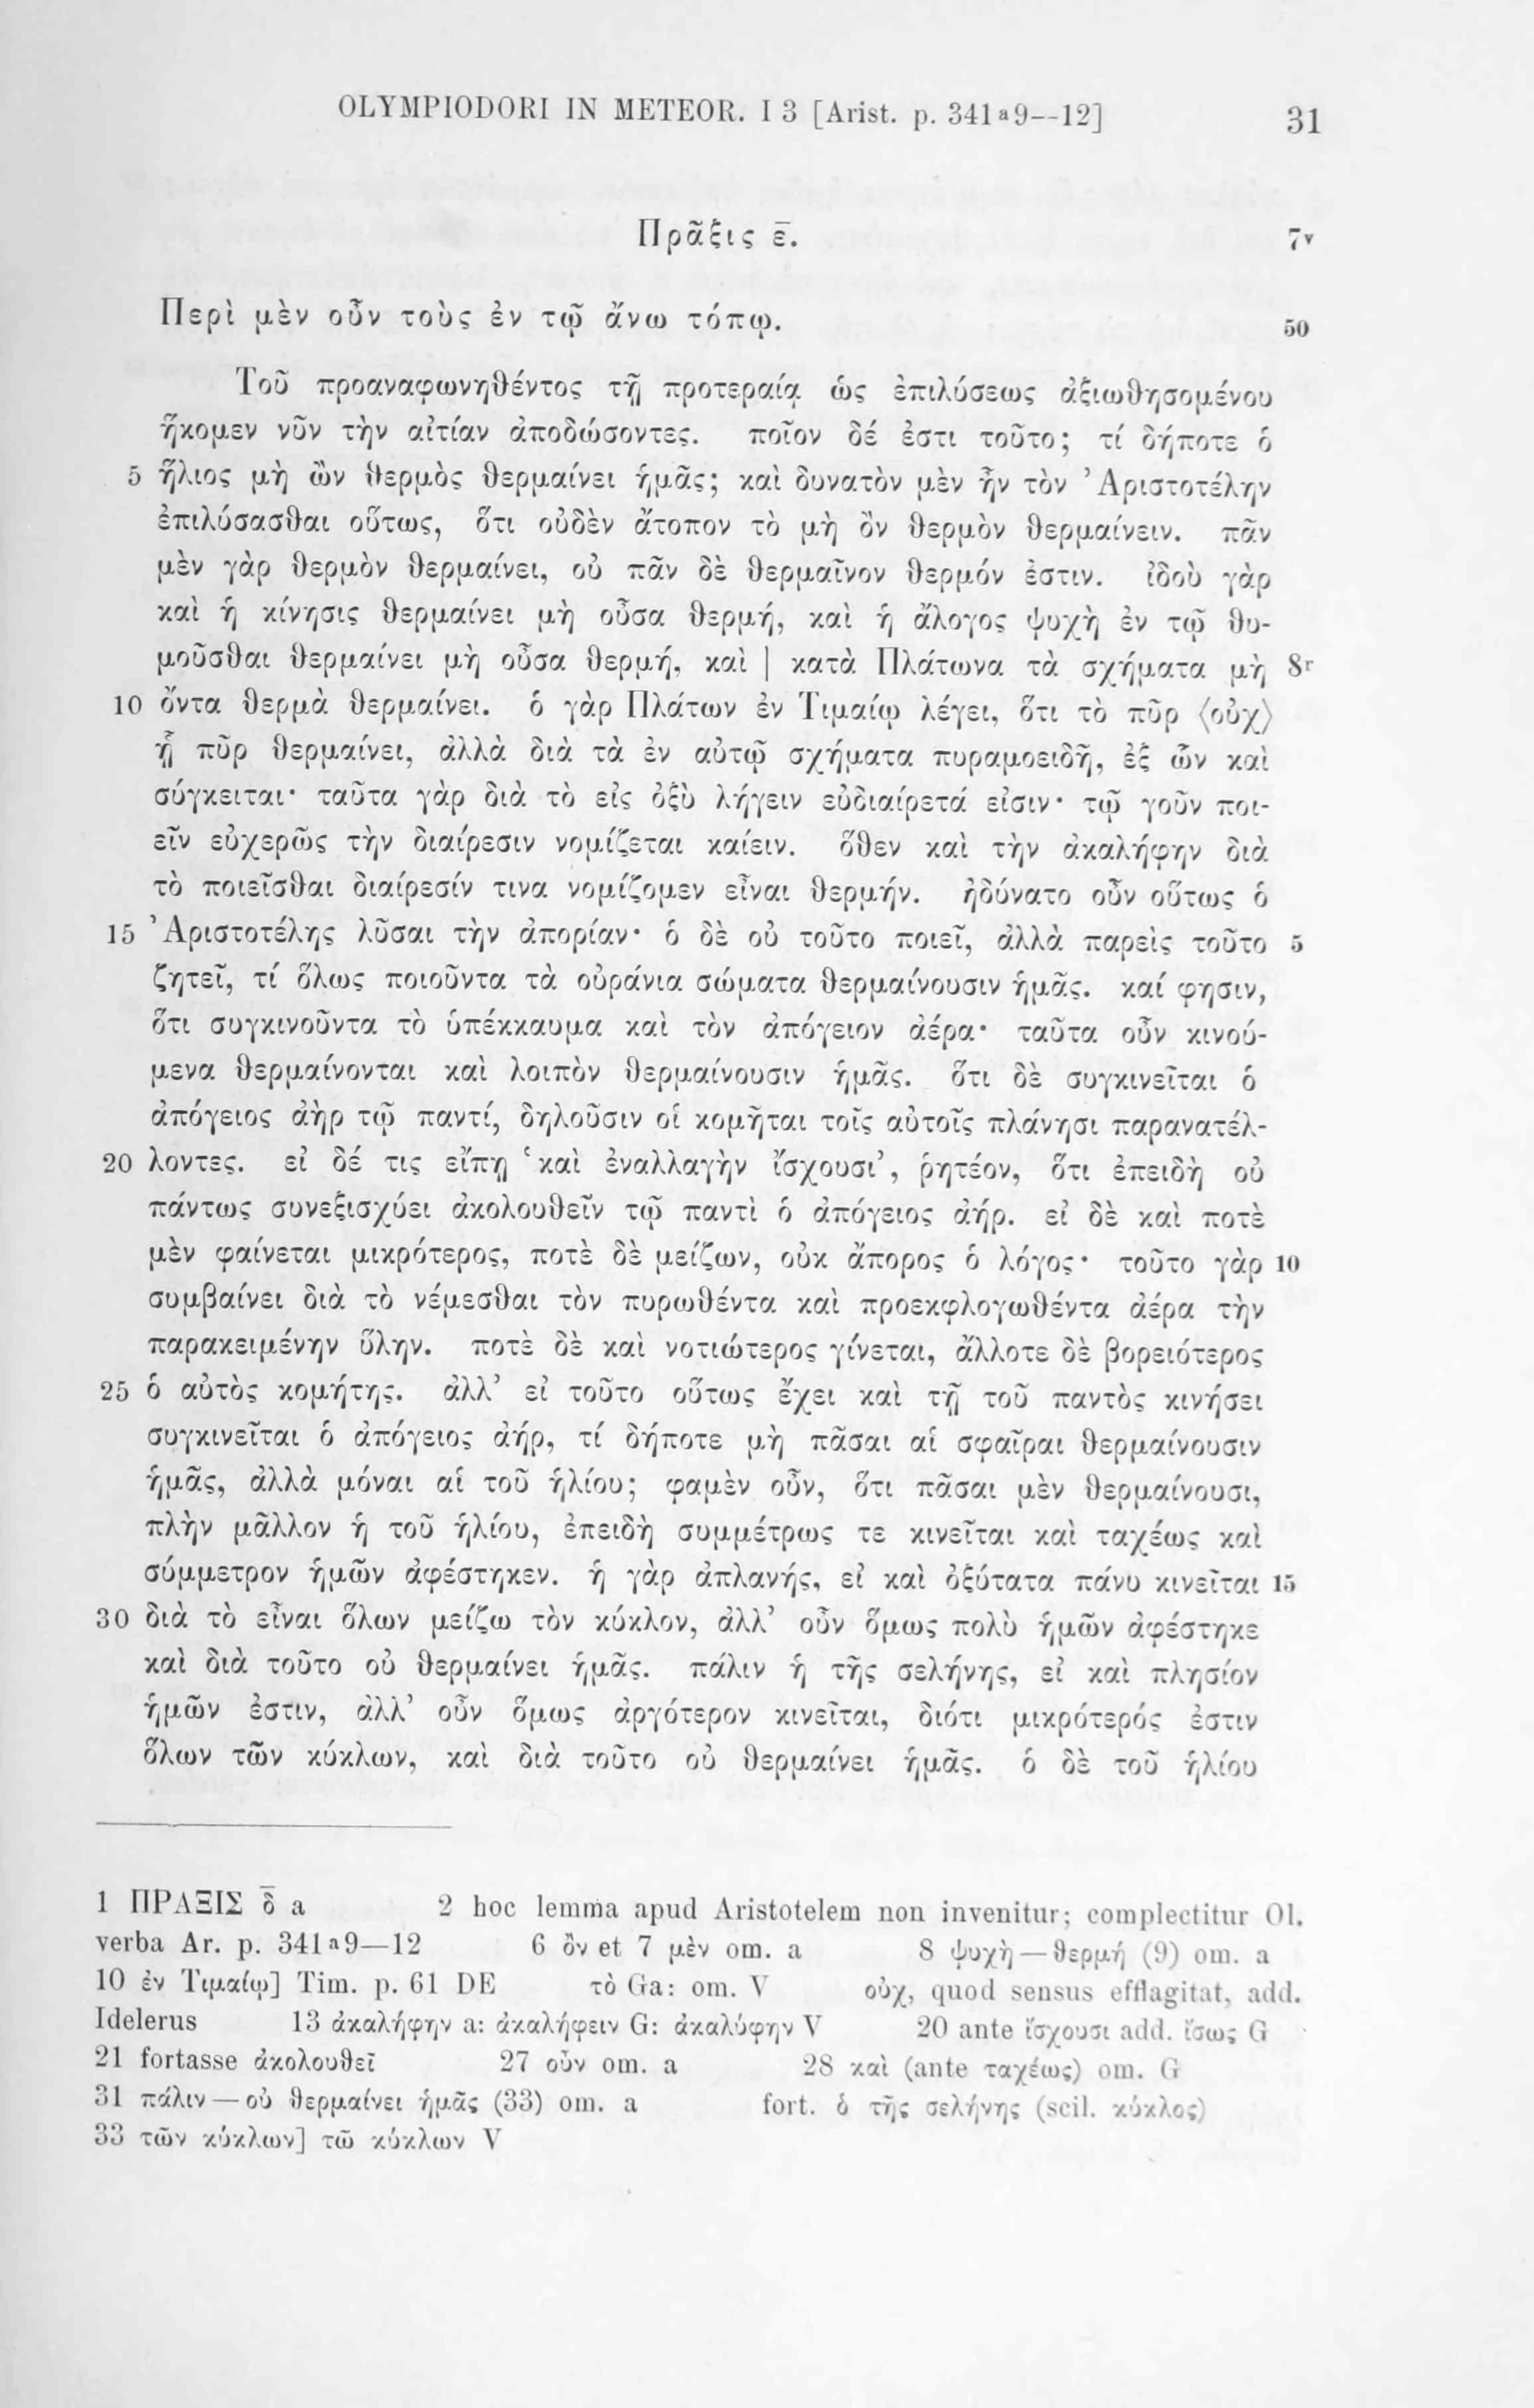 OLYMPIODORI IN METEOR. I 3 [Arist. p. 341ᵃ9—12] 31
Πρᾶξις ε̅. 7ᵛ
Περὶ μὲν οὖν τοὺς ἐν τῷ ἄνω τόπῳ. 50
Τοῦ προαναφωνηθέντος τῇ προτεραίᾳ ὡς ἐπιλύσεως ἀξιωθησομένου
ἥκομεν νῦν τὴν αἰτίαν ἀποδώσοντες. ποῖον δέ ἐστι τοῦτο; τί δήποτε ὁ
5 ἥλιος μὴ ὢν θερμὸς θερμαίνει ἡμᾶς; καὶ δυνατὸν μὲν ἦν τὸν Ἀριστοτέλην
ἐπιλύσασθαι οὕτως, ὅτι οὐδὲν ἄτοπον τὸ μὴ ὂν θερμὸν θερμαίνειν. πᾶν
μὲν γὰρ θερμὸν θερμαίνει, οὐ πᾶν δὲ θερμαῖνον θερμόν ἐστιν. ἰδοὺ γὰρ
καὶ ἡ κίνησις θερμαίνει μὴ οὖσα θερμή, καὶ ἡ ἄλογος ψυχὴ ἐν τῷ θυ-
μοῦσθαι θερμαίνει μὴ οὖσα θερμή, καὶ | κατὰ Πλάτωνα τὰ σχήματα μὴ 8ʳ
10 ὄντα θερμὰ θερμαίνει. ὁ γὰρ Πλάτων ἐν Τιμαίῳ λέγει, ὅτι τὸ πῦρ ⟨οὐχ⟩
ᾗ πῦρ θερμαίνει, ἀλλὰ διὰ τὰ ἐν αὐτῷ σχήματα πυραμοειδῆ, ἐξ ὧν καὶ
σύγκειται· ταῦτα γὰρ διὰ τὸ εἰς ὀξὺ λήγειν εὐδιαίρετά εἰσιν· τῷ γοῦν ποι-
εῖν εὐχερῶς τὴν διαίρεσιν νομίζεται καίειν. ὅθεν καὶ τὴν ἀκαλήφην διὰ
τὸ ποιεῖσθαι διαίρεσίν τινα νομίζομεν εἶναι θερμήν. ἠδύνατο οὖν οὕτως ὁ
15 Ἀριστοτέλης λῦσαι τὴν ἀπορίαν· ὁ δὲ οὐ τοῦτο ποιεῖ, ἀλλὰ παρεὶς τοῦτο 5
ζητεῖ, τί ὅλως ποιοῦντα τὰ οὐράνια σώματα θερμαίνουσιν ἡμᾶς. καί φησιν,
ὅτι συγκινοῦντα τὸ ὑπέκκαυμα καὶ τὸν ἀπόγειον ἀέρα· ταῦτα οὖν κινού-
μενα θερμαίνονται καὶ λοιπὸν θερμαίνουσιν ἡμᾶς. ὅτι δὲ συγκινεῖται ὁ
ἀπόγειος ἀὴρ τῷ παντί, δηλοῦσιν οἱ κομῆται τοῖς αὐτοῖς πλάνησι παρανατέλ-
20 λοντες. εἰ δέ τις εἴπῃ ‘καὶ ἐναλλαγὴν ἴσχουσι’, ῥητέον, ὅτι ἐπειδὴ οὐ
πάντως συνεξισχύει ἀκολουθεῖν τῷ παντὶ ὁ ἀπόγειος ἀήρ. εἰ δὲ καὶ ποτὲ
μὲν φαίνεται μικρότερος, ποτὲ δὲ μείζων, οὐκ ἄπορος ὁ λόγος· τοῦτο γὰρ 10
συμβαίνει διὰ τὸ νέμεσθαι τὸν πυρωθέντα καὶ προεκφλογωθέντα ἀέρα τὴν
παρακειμένην ὕλην. ποτὲ δὲ καὶ νοτιώτερος γίνεται, ἄλλοτε δὲ βορειότερος
25 ὁ αὐτὸς κομήτης. ἀλλ’ εἰ τοῦτο οὕτως ἔχει καὶ τῇ τοῦ παντὸς κινήσει
συγκινεῖται ὁ ἀπόγειος ἀήρ, τί δήποτε μὴ πᾶσαι αἱ σφαῖραι θερμαίνουσιν
ἡμᾶς, ἀλλὰ μόναι αἱ τοῦ ἡλίου; φαμὲν οὖν, ὅτι πᾶσαι μὲν θερμαίνουσι,
πλὴν μᾶλλον ἡ τοῦ ἡλίου, ἐπειδὴ συμμέτρως τε κινεῖται καὶ ταχέως καὶ
σύμμετρον ἡμῶν ἀφέστηκεν. ἡ γὰρ ἀπλανής, εἰ καὶ ὀξύτατα πάνυ κινεῖται 15
30 διὰ τὸ εἶναι ὅλων μείζω τὸν κύκλον, ἀλλ’ οὖν ὅμως πολὺ ἡμῶν ἀφέστηκε
καὶ διὰ τοῦτο οὐ θερμαίνει ἡμᾶς. πάλιν ἡ τῆς σελήνης, εἰ καὶ πλησίον
ἡμῶν ἐστιν, ἀλλ’ οὖν ὅμως ἀργότερον κινεῖται, διότι μικρότερός ἐστιν
ὅλων τῶν κύκλων, καὶ διὰ τοῦτο οὐ θερμαίνει ἡμᾶς. ὁ δὲ τοῦ ἡλίου
1 ΠΡΑΞΙΣ δ̅ a 2 hoc lemma apud Aristotelem non invenitur; complectitur Ol.
verba Ar. p. 341ᵃ9—12 6 ὂν et 7 μὲν om. a 8 ψυχὴ — θερμή (9) om. a
10 ἐν Τιμαίῳ] Tim. p. 61 DE τὸ Ga: om. V οὐχ, quod sensus efflagitat, add.
Idelerus 13 ἀκαλήφην a: ἀκαλήφειν G: ἀκαλύφην V 20 ante ἴσχουσι add. ἴσως G
21 fortasse ἀκολουθεῖ 27 οὖν om. a 28 καὶ (ante ταχέως) om. G
31 πάλιν — οὐ θερμαίνει ἡμᾶς (33) om. a fort. ὁ τῆς σελήνης (scil. κύκλος)
33 τῶν κύκλων] τῶ κύκλων V